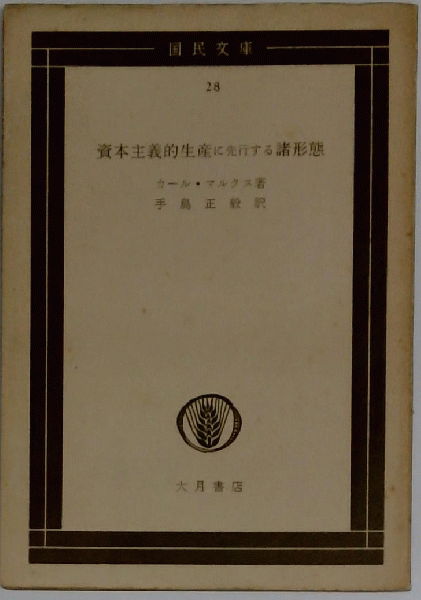 国民文庫
28
資本主義的生産に先行する諸形態
カール・マルクス著
手島正毅訳
大月書店